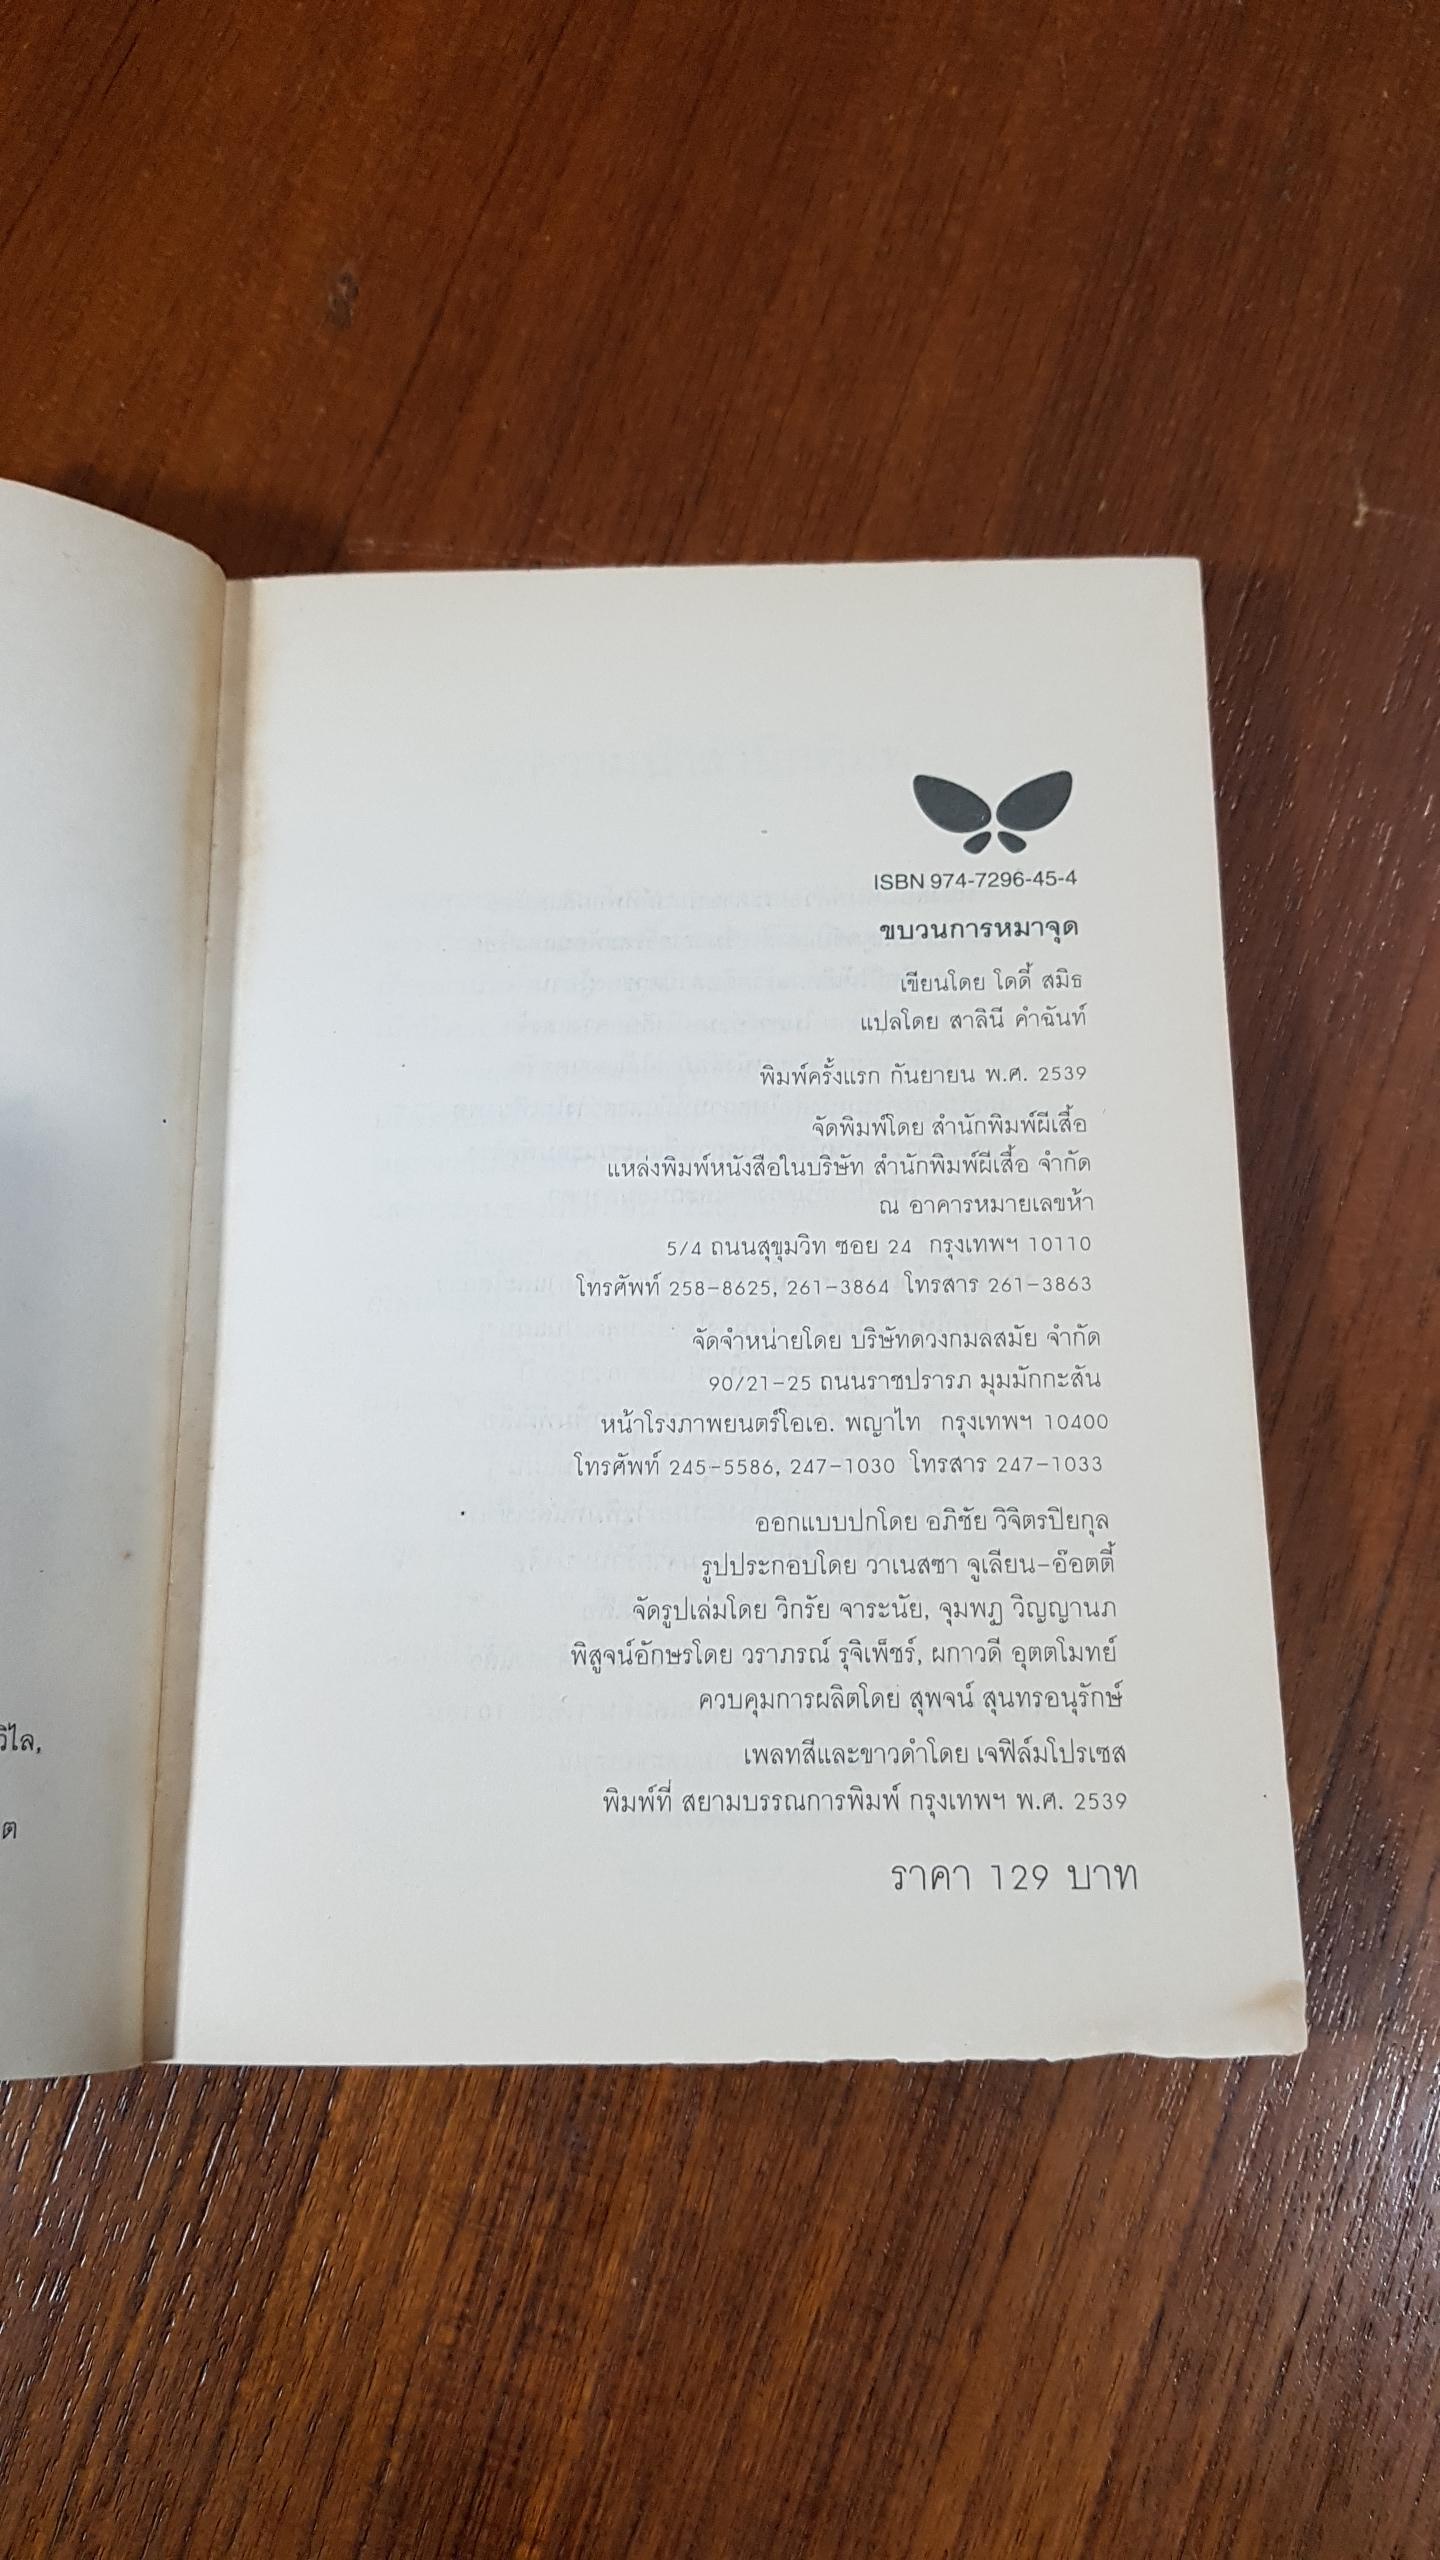 ISBN 974-7296-45-4
ขบวนการหมาจุด
เขียนโดย โดดี้ สมิธ
แปลโดย สาลินี คำฉันท์
พิมพ์ครั้งแรก กันยายน พ.ศ. 2539
จัดพิมพ์โดย สำนักพิมพ์ผีเสื้อ
แหล่งพิมพ์หนังสือในบริษัท สำนักพิมพ์ผีเสื้อ จำกัด
ณ อาคารหมายเลขห้า
5/4 ถนนสุขุมวิท ซอย 24 กรุงเทพฯ 10110
โทรศัพท์ 258-8625, 261-3864 โทรสาร 261-3863
จัดจำหน่ายโดย บริษัทดวงกมลสมัย จำกัด
90/21-25 ถนนราชปรารภ มุมมักกะสัน
หน้าโรงภาพยนตร์โอเอ. พญาไท กรุงเทพฯ 10400
โทรศัพท์ 245-5586, 247-1030 โทรสาร 247-1033
ออกแบบปกโดย อภิชัย วิจิตรปิยกุล
รูปประกอบโดย วาเนสซา จูเลียน-อ๊อตตี้
จัดรูปเล่มโดย วิกรัย จาระนัย, จุมพฏ วิญญานภ
พิสูจน์อักษรโดย วราภรณ์ รุจิเพ็ชร์, ผกาวดี อุตตโมทย์
ควบคุมการผลิตโดย สุพจน์ สุนทรอนุรักษ์
เพลทสีและขาวดำโดย เจฟิล์มโปรเซส
พิมพ์ที่ สยามบรรณการพิมพ์ กรุงเทพฯ พ.ศ. 2539
ราคา 129 บาท